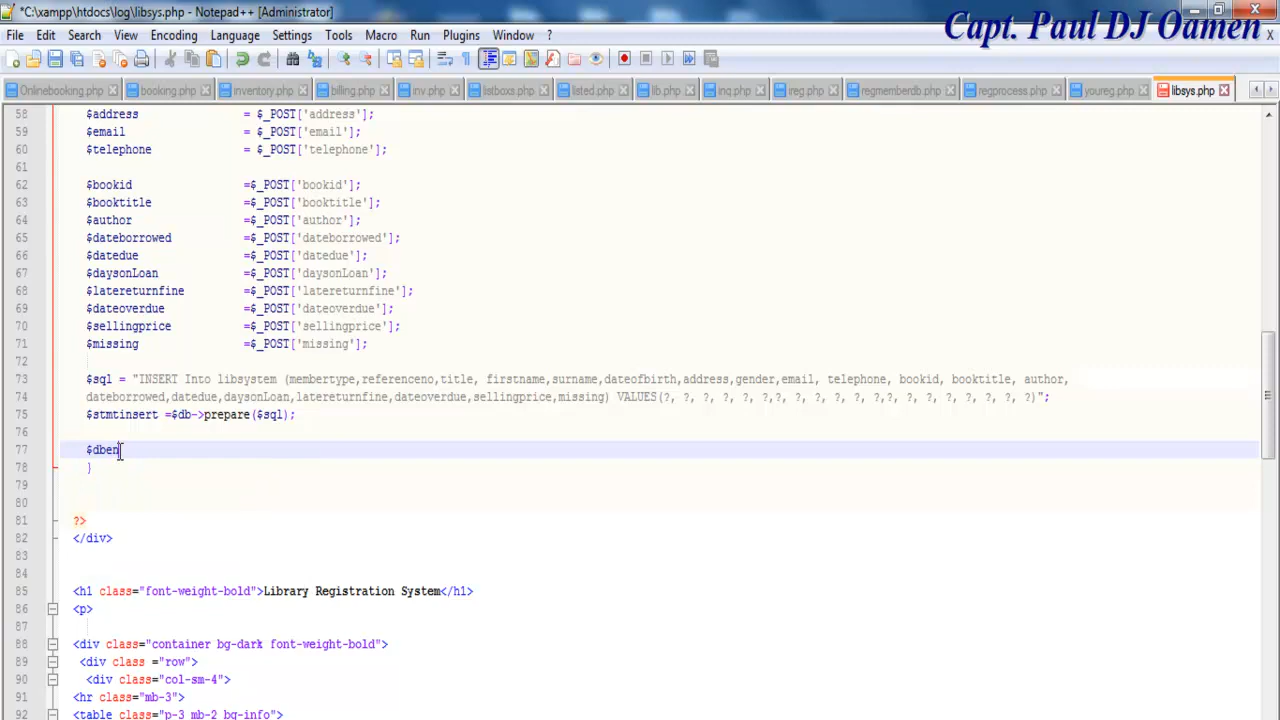 *C:\xampp\htdocs\log\libsys.php - Notepad++ [Administrator]
Capt. Paul DJ Oamen
File Edit Search View Encoding Language Settings Tools Macro Run Plugins Window ? X
Onlinebooking.php booking.php inventory.php billing.php inv.php listboxs.php listed.php lib.php inq.php reg.php regmemberdb.php regprocess.php youreg.php libsys.php
58 $address = $_POST['address'];
59 $email = $_POST['email'];
60 $telephone = $_POST['telephone'];
61
62 $bookid =$_POST['bookid'];
63 $booktitle =$_POST['booktitle'];
64 $author =$_POST['author'];
65 $dateborrowed =$_POST['dateborrowed'];
66 $datedue =$_POST['datedue'];
67 $daysonLoan =$_POST['daysonLoan'];
68 $latereturnfine =$_POST['latereturnfine'];
69 $dateoverdue =$_POST['dateoverdue'];
70 $sellingprice =$_POST['sellingprice'];
71 $missing =$_POST['missing'];
72
73 $sql = "INSERT Into libsystem (membertype,referenceno,title, firstname,surname,dateofbirth,address,gender,email, telephone, bookid, booktitle, author,
74 dateborrowed,datedue,daysonLoan,latereturnfine,dateoverdue,sellingprice,missing) VALUES(?, ?, ?, ?, ?, ?,?, ?, ?, ?, ?, ?,?, ?, ?, ?, ?, ?, ?, ?)";
75 $stmtinsert =$db->prepare($sql);
76
77 $dben
78 }
79
80
81 ?>
82 </div>
83
84
85 <h1 class="font-weight-bold">Library Registration System</h1>
86 <p>
87
88 <div class="container bg-dark font-weight-bold">
89 <div class ="row">
90 <div class="col-sm-4">
91 <hr class="mb-3">
92 <table class="p-3 mb-2 bg-info">